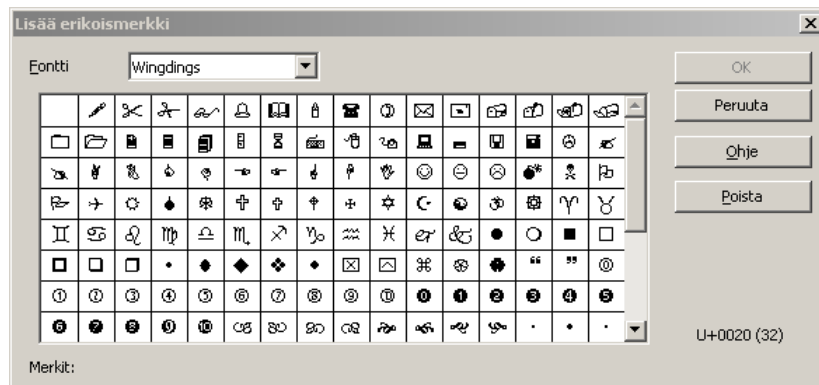 Lisää erikoismerkki
Fontti
Wingdings
OK
Peruuta
Ohje
Poista
U+0020 (32)
Merkit: